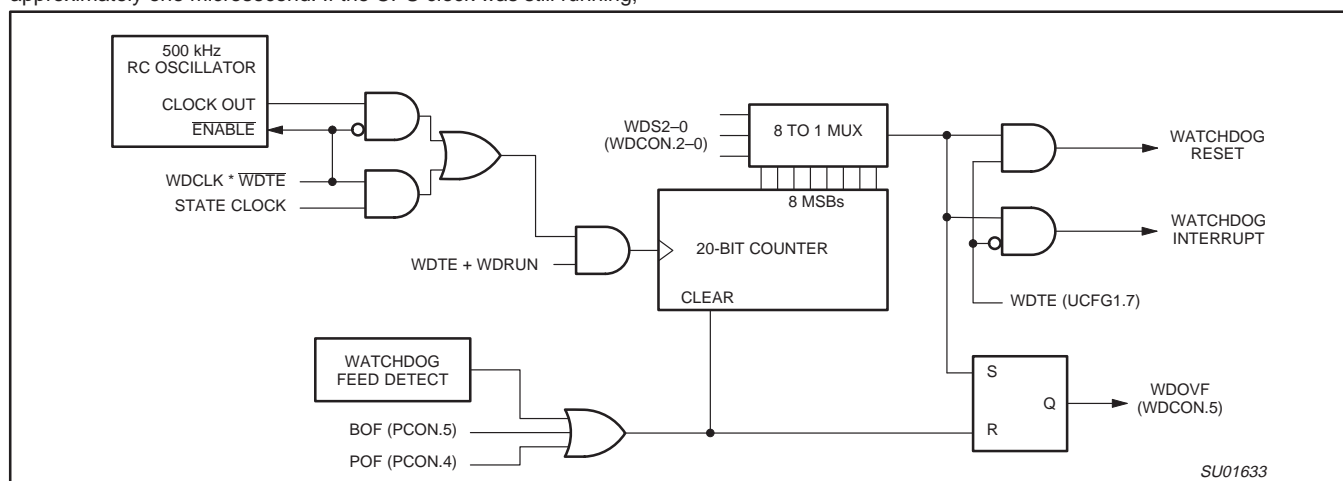 approximately one microsecond. If the CPU clock was still running,
500 kHz
RC OSCILLATOR
CLOCK OUT
ENABLE
WDCLK * WDTE
STATE CLOCK
WDTE + WDRUN
WDS2–0
(WDCON.2–0)
8 TO 1 MUX
8 MSBs
20-BIT COUNTER
CLEAR
WATCHDOG
RESET
WATCHDOG
INTERRUPT
WDTE (UCFG1.7)
WATCHDOG
FEED DETECT
BOF (PCON.5)
POF (PCON.4)
S
Q
R
WDOVF
(WDCON.5)
SU01633